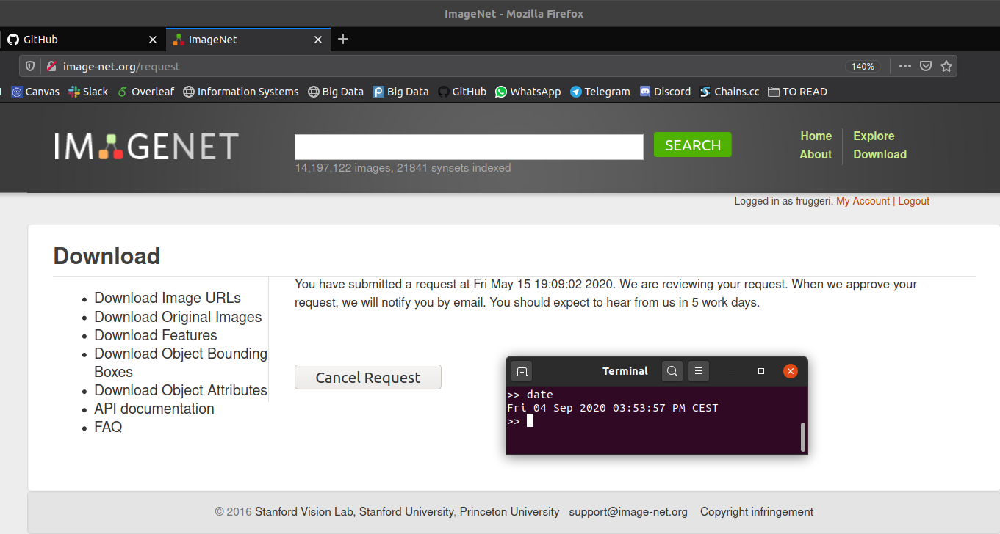 ImageNet - Mozilla Firefox
GitHub
ImageNet
image-net.org/request
140%
Canvas Slack Overleaf Information Systems Big Data Big Data GitHub WhatsApp Telegram Discord Chains.cc TO READ
IMAGENET
SEARCH
14,197,122 images, 21841 synsets indexed
Home Explore
About Download
Logged in as fruggeri. My Account | Logout
Download
Download Image URLs
Download Original Images
Download Features
Download Object Bounding
Boxes
Download Object Attributes
API documentation
FAQ
You have submitted a request at Fri May 15 19:09:02 2020. We are reviewing your request. When we approve your
request, we will notify you by email. You should expect to hear from us in 5 work days.
Cancel Request
Terminal
>> date
Fri 04 Sep 2020 03:53:57 PM CEST
>>
© 2016 Stanford Vision Lab, Stanford University, Princeton University support@image-net.org Copyright infringement